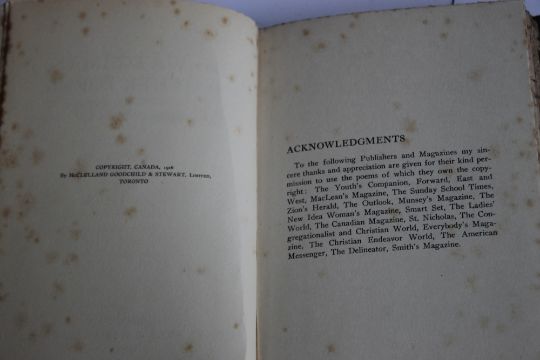 COPYRIGHT, CANADA, 1916
By McCLELLAND GOODCHILD & STEWART, LIMITED,
TORONTO
ACKNOWLEDGMENTS
To the following Publishers and Magazines my sin-
cere thanks and appreciation are given for their kind per-
mission to use the poems of which they own the copy-
right: The Youth's Companion, Forward, East and
West, MacLean's Magazine, The Sunday School Times,
Zion's Herald, The Outlook, Munsey's Magazine, The
New Idea Woman's Magazine, Smart Set, The Ladies'
World, The Canadian Magazine, St. Nicholas, The Con-
gregationalist and Christian World, Everybody's Maga-
zine, The Christian Endeavor World, The American
Messenger, The Delineator, Smith's Magazine.